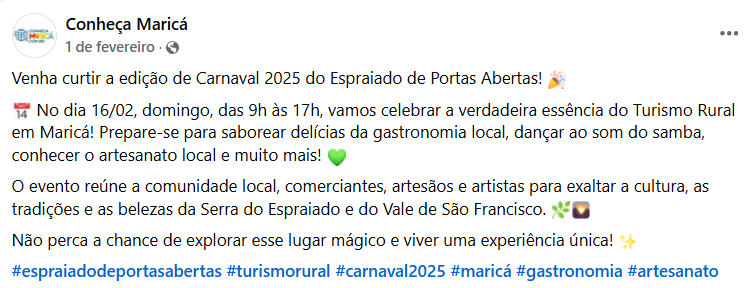 CONHEÇA
MARICÁ
Conheça Maricá
1 de fevereiro ·
Venha curtir a edição de Carnaval 2025 do Espraiado de Portas Abertas! 🎉
📅 No dia 16/02, domingo, das 9h às 17h, vamos celebrar a verdadeira essência do Turismo Rural
em Maricá! Prepare-se para saborear delícias da gastronomia local, dançar ao som do samba,
conhecer o artesanato local e muito mais! 💚
O evento reúne a comunidade local, comerciantes, artesãos e artistas para exaltar a cultura, as
tradições e as belezas da Serra do Espraiado e do Vale de São Francisco. 🌿🌄
Não perca a chance de explorar esse lugar mágico e viver uma experiência única! ✨
#espraiadodeportasabertas #turismorural #carnaval2025 #maricá #gastronomia #artesanato